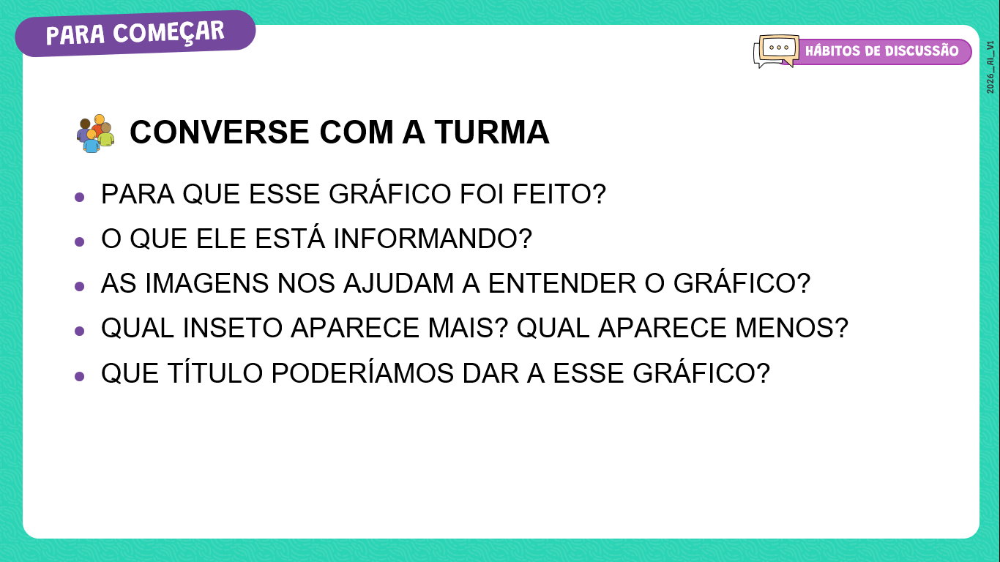 PARA COMEÇAR
HÁBITOS DE DISCUSSÃO
2026_AI_V1
CONVERSE COM A TURMA
• PARA QUE ESSE GRÁFICO FOI FEITO?
• O QUE ELE ESTÁ INFORMANDO?
• AS IMAGENS NOS AJUDAM A ENTENDER O GRÁFICO?
• QUAL INSETO APARECE MAIS? QUAL APARECE MENOS?
• QUE TÍTULO PODERÍAMOS DAR A ESSE GRÁFICO?